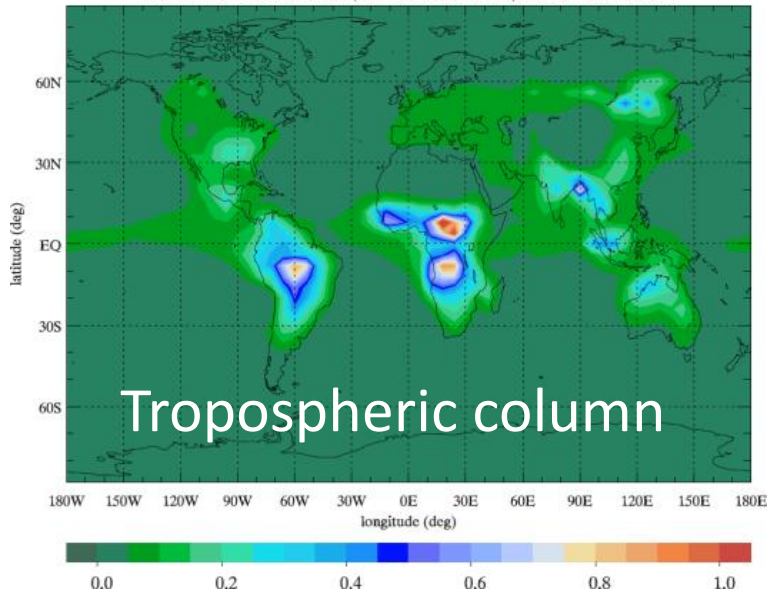 60N
30N
EQ
30S
60S
latitude (deg)
Tropospheric column
180W 150W 120W 90W 60W 30W 0E 30E 60E 90E 120E 150E 180E
longitude (deg)
0.0 0.2 0.4 0.6 0.8 1.0